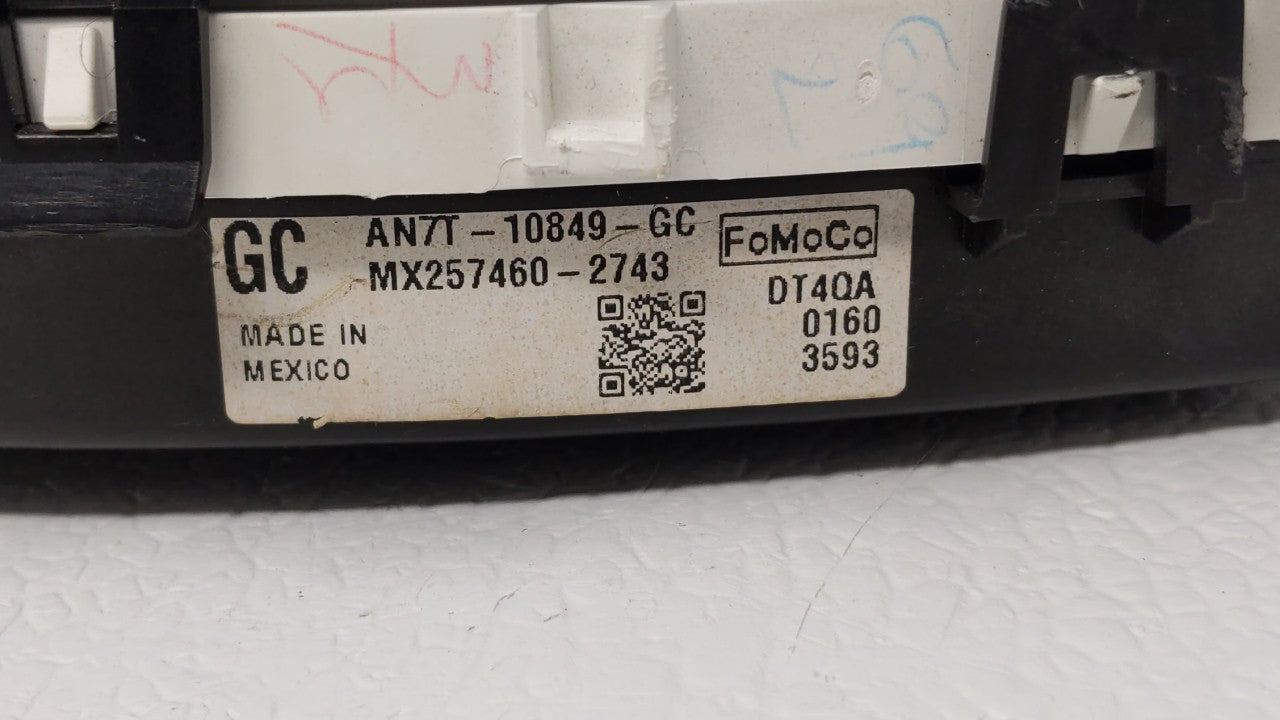 GC
AN7T-10849-GC
MX257460-2743
FoMoCo
DT4QA
0160
3593
MADE IN
MEXICO